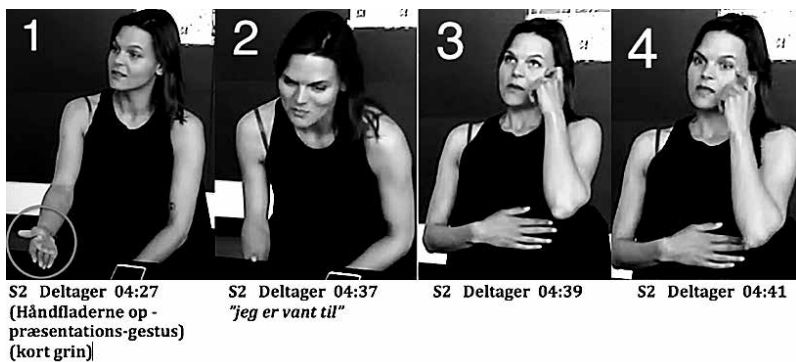 1
2
3
4
S2 Deltager 04:27
(Håndfladerne op -
præsentations-gestus)
(kort grin)
S2 Deltager 04:37
"jeg er vant til"
S2 Deltager 04:39
S2 Deltager 04:41